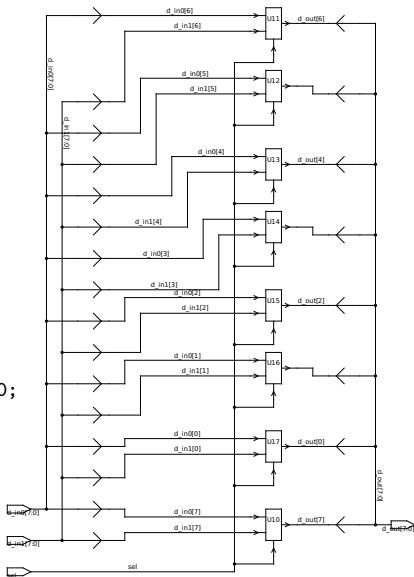 d_in0[6]
d_out[6]
U11
d_in1[6]
d_in0[7:0]
d_in0[5]
U12
d_in1[5]
d_in1[7:0]
d_in0[4]
U13
d_out[4]
d_in1[4]
U14
d_in0[3]
d_in1[3]
d_in0[2]
U15
d_out[2]
d_in1[2]
d_in0[1]
U16
d_in1[1]
0;
d_in0[0]
U17
d_out[0]
d_in1[0]
d_out[7:0]
d_in0[7:0]
d_in0[7]
U10
d_out[7]
d_in1[7:0]
d_in1[7]
d_out[7:0]
sel
sel